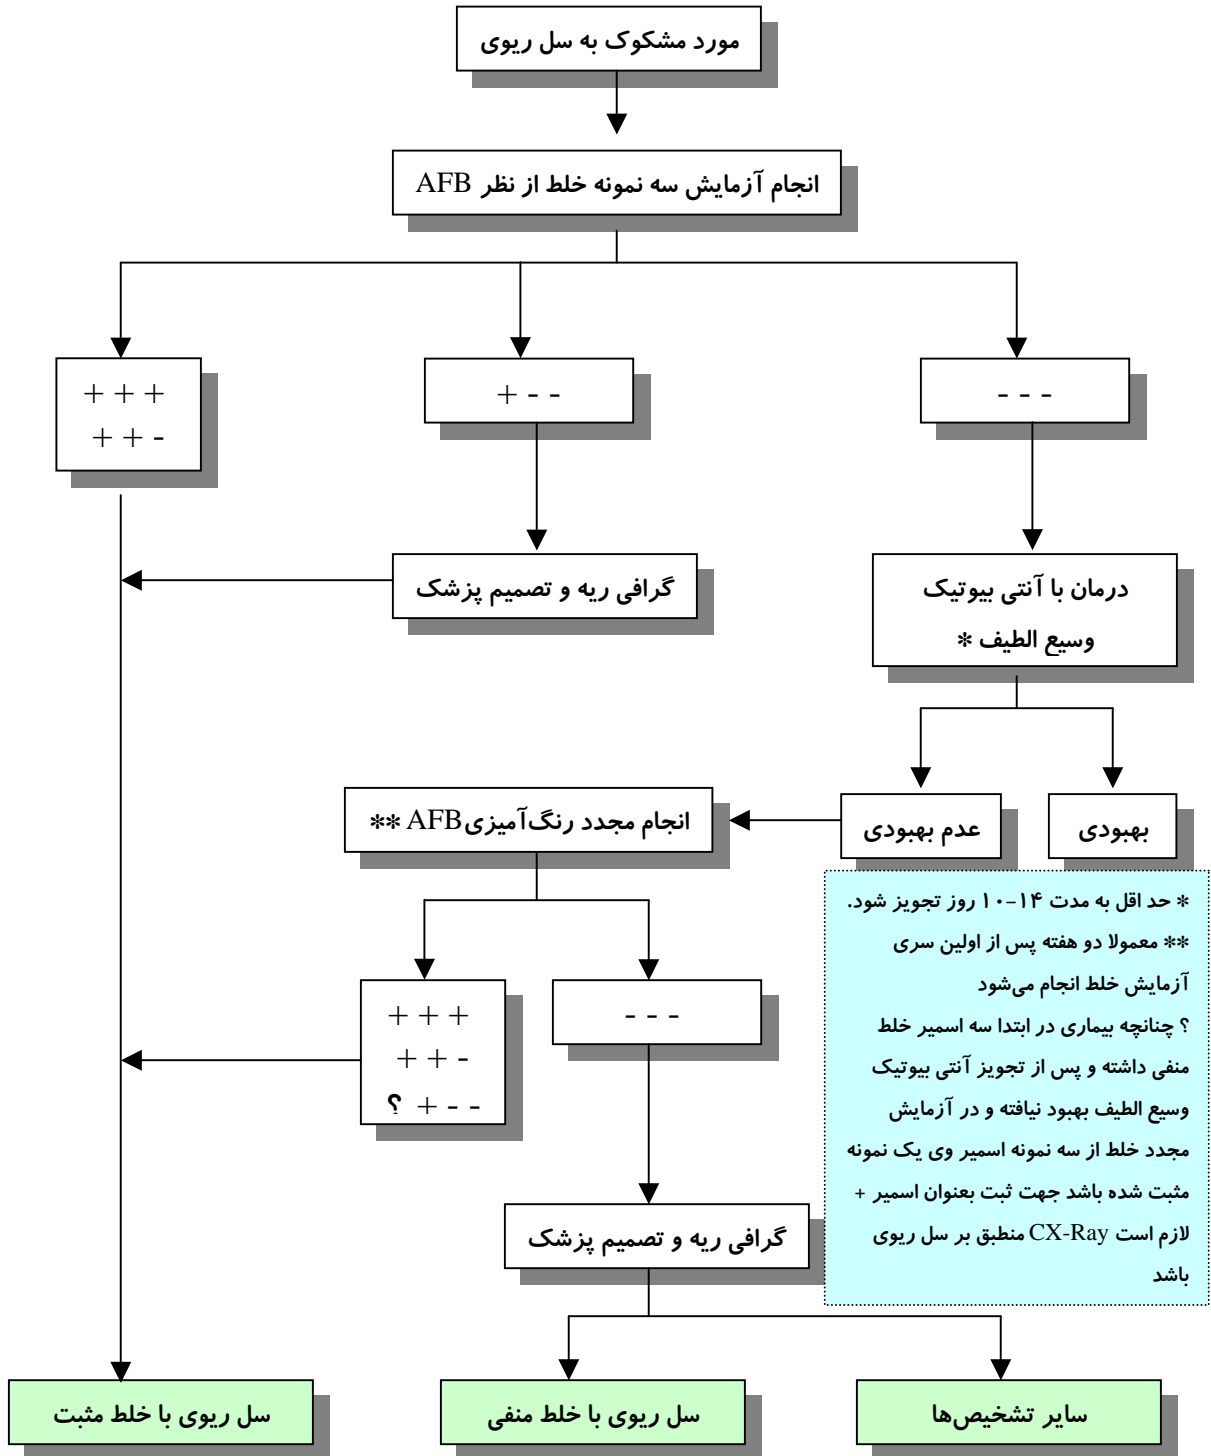 مورد مشکوک به سل ریوی
انجام آزمایش سه نمونه خلط از نظر AFB
+ + +
+ + -
+ - -
- - -
گرافی ریه و تصمیم پزشک
درمان با آنتی بیوتیک
وسیع الطیف *
انجام مجدد رنگ‌آمیزی AFB **
عدم بهبودی
بهبودی
* حد اقل به مدت ۱۴-۱۰ روز تجویز شود.
** معمولا دو هفته پس از اولین سری
آزمایش خلط انجام می‌شود
؟ چنانچه بیماری در ابتدا سه اسمیر خلط
منفی داشته و پس از تجویز آنتی بیوتیک
وسیع الطیف بهبود نیافته و در آزمایش
مجدد خلط از سه نمونه اسمیر وی یک نمونه
مثبت شده باشد جهت ثبت بعنوان اسمیر +
لازم است CX-Ray منطبق بر سل ریوی
باشد
+ + +
+ + -
؟ + - -
- - -
گرافی ریه و تصمیم پزشک
سل ریوی با خلط مثبت
سل ریوی با خلط منفی
سایر تشخیص‌ها